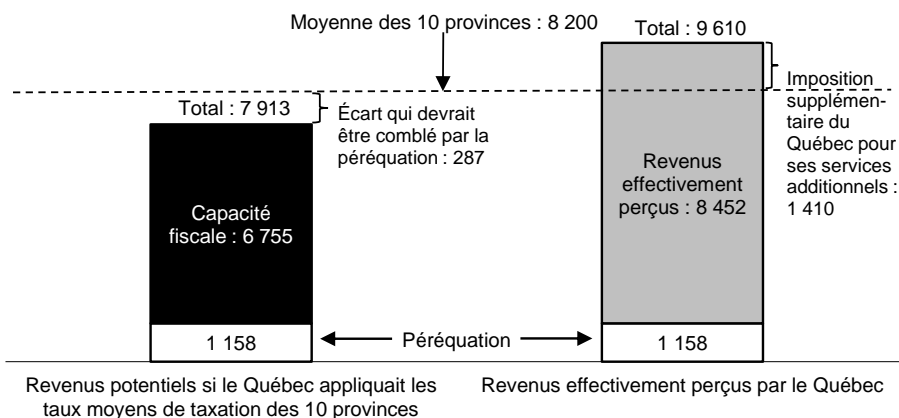 Moyenne des 10 provinces : 8 200
Total : 9 610
Total : 7 913
Écart qui devrait
être comblé par la
péréquation : 287
Imposition
supplémen-
taire du
Québec pour
ses services
additionnels :
1 410
Capacité
fiscale : 6 755
Revenus
effectivement
perçus : 8 452
1 158
Péréquation
1 158
Revenus potentiels si le Québec appliquait les
taux moyens de taxation des 10 provinces
Revenus effectivement perçus par le Québec